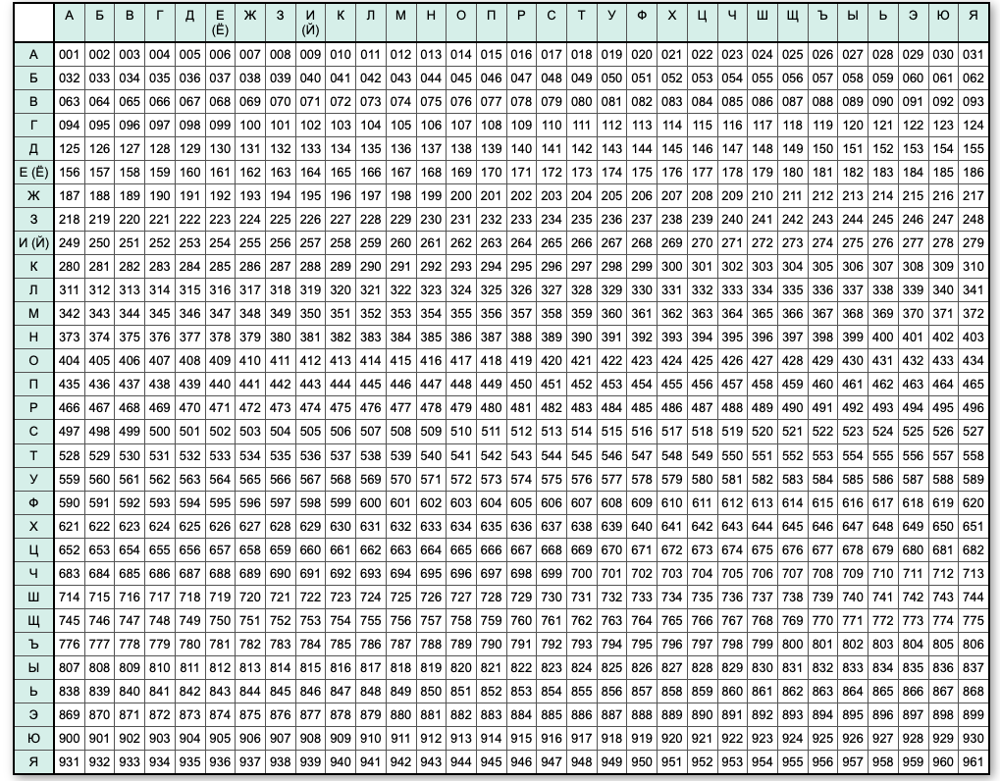 А Б В Г Д Е (Ё) Ж З И (Й) К Л М Н О П Р С Т У Ф Х Ц Ч Ш Щ Ъ Ы Ь Э Ю Я
А 001 002 003 004 005 006 007 008 009 010 011 012 013 014 015 016 017 018 019 020 021 022 023 024 025 026 027 028 029 030 031
Б 032 033 034 035 036 037 038 039 040 041 042 043 044 045 046 047 048 049 050 051 052 053 054 055 056 057 058 059 060 061 062
В 063 064 065 066 067 068 069 070 071 072 073 074 075 076 077 078 079 080 081 082 083 084 085 086 087 088 089 090 091 092 093
Г 094 095 096 097 098 099 100 101 102 103 104 105 106 107 108 109 110 111 112 113 114 115 116 117 118 119 120 121 122 123 124
Д 125 126 127 128 129 130 131 132 133 134 135 136 137 138 139 140 141 142 143 144 145 146 147 148 149 150 151 152 153 154 155
Е (Ё) 156 157 158 159 160 161 162 163 164 165 166 167 168 169 170 171 172 173 174 175 176 177 178 179 180 181 182 183 184 185 186
Ж 187 188 189 190 191 192 193 194 195 196 197 198 199 200 201 202 203 204 205 206 207 208 209 210 211 212 213 214 215 216 217
З 218 219 220 221 222 223 224 225 226 227 228 229 230 231 232 233 234 235 236 237 238 239 240 241 242 243 244 245 246 247 248
И (Й) 249 250 251 252 253 254 255 256 257 258 259 260 261 262 263 264 265 266 267 268 269 270 271 272 273 274 275 276 277 278 279
К 280 281 282 283 284 285 286 287 288 289 290 291 292 293 294 295 296 297 298 299 300 301 302 303 304 305 306 307 308 309 310
Л 311 312 313 314 315 316 317 318 319 320 321 322 323 324 325 326 327 328 329 330 331 332 333 334 335 336 337 338 339 340 341
М 342 343 344 345 346 347 348 349 350 351 352 353 354 355 356 357 358 359 360 361 362 363 364 365 366 367 368 369 370 371 372
Н 373 374 375 376 377 378 379 380 381 382 383 384 385 386 387 388 389 390 391 392 393 394 395 396 397 398 399 400 401 402 403
О 404 405 406 407 408 409 410 411 412 413 414 415 416 417 418 419 420 421 422 423 424 425 426 427 428 429 430 431 432 433 434
П 435 436 437 438 439 440 441 442 443 444 445 446 447 448 449 450 451 452 453 454 455 456 457 458 459 460 461 462 463 464 465
Р 466 467 468 469 470 471 472 473 474 475 476 477 478 479 480 481 482 483 484 485 486 487 488 489 490 491 492 493 494 495 496
С 497 498 499 500 501 502 503 504 505 506 507 508 509 510 511 512 513 514 515 516 517 518 519 520 521 522 523 524 525 526 527
Т 528 529 530 531 532 533 534 535 536 537 538 539 540 541 542 543 544 545 546 547 548 549 550 551 552 553 554 555 556 557 558
У 559 560 561 562 563 564 565 566 567 568 569 570 571 572 573 574 575 576 577 578 579 580 581 582 583 584 585 586 587 588 589
Ф 590 591 592 593 594 595 596 597 598 599 600 601 602 603 604 605 606 607 608 609 610 611 612 613 614 615 616 617 618 619 620
Х 621 622 623 624 625 626 627 628 629 630 631 632 633 634 635 636 637 638 639 640 641 642 643 644 645 646 647 648 649 650 651
Ц 652 653 654 655 656 657 658 659 660 661 662 663 664 665 666 667 668 669 670 671 672 673 674 675 676 677 678 679 680 681 682
Ч 683 684 685 686 687 688 689 690 691 692 693 694 695 696 697 698 699 700 701 702 703 704 705 706 707 708 709 710 711 712 713
Ш 714 715 716 717 718 719 720 721 722 723 724 725 726 727 728 729 730 731 732 733 734 735 736 737 738 739 740 741 742 743 744
Щ 745 746 747 748 749 750 751 752 753 754 755 756 757 758 759 760 761 762 763 764 765 766 767 768 769 770 771 772 773 774 775
Ъ 776 777 778 779 780 781 782 783 784 785 786 787 788 789 790 791 792 793 794 795 796 797 798 799 800 801 802 803 804 805 806
Ы 807 808 809 810 811 812 813 814 815 816 817 818 819 820 821 822 823 824 825 826 827 828 829 830 831 832 833 834 835 836 837
Ь 838 839 840 841 842 843 844 845 846 847 848 849 850 851 852 853 854 855 856 857 858 859 860 861 862 863 864 865 866 867 868
Э 869 870 871 872 873 874 875 876 877 878 879 880 881 882 883 884 885 886 887 888 889 890 891 892 893 894 895 896 897 898 899
Ю 900 901 902 903 904 905 906 907 908 909 910 911 912 913 914 915 916 917 918 919 920 921 922 923 924 925 926 927 928 929 930
Я 931 932 933 934 935 936 937 938 939 940 941 942 943 944 945 946 947 948 949 950 951 952 953 954 955 956 957 958 959 960 961